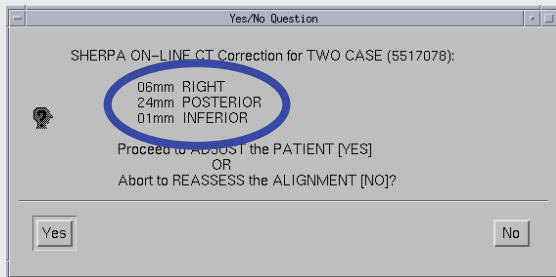 Yes/No Question
SHERPA ON-LINE CT Correction for TWO CASE (5517078):
06mm RIGHT
24mm POSTERIOR
01mm INFERIOR
Proceed to ADJUST the PATIENT [YES]
OR
Abort to REASSESS the ALIGNMENT [NO]?
Yes
No